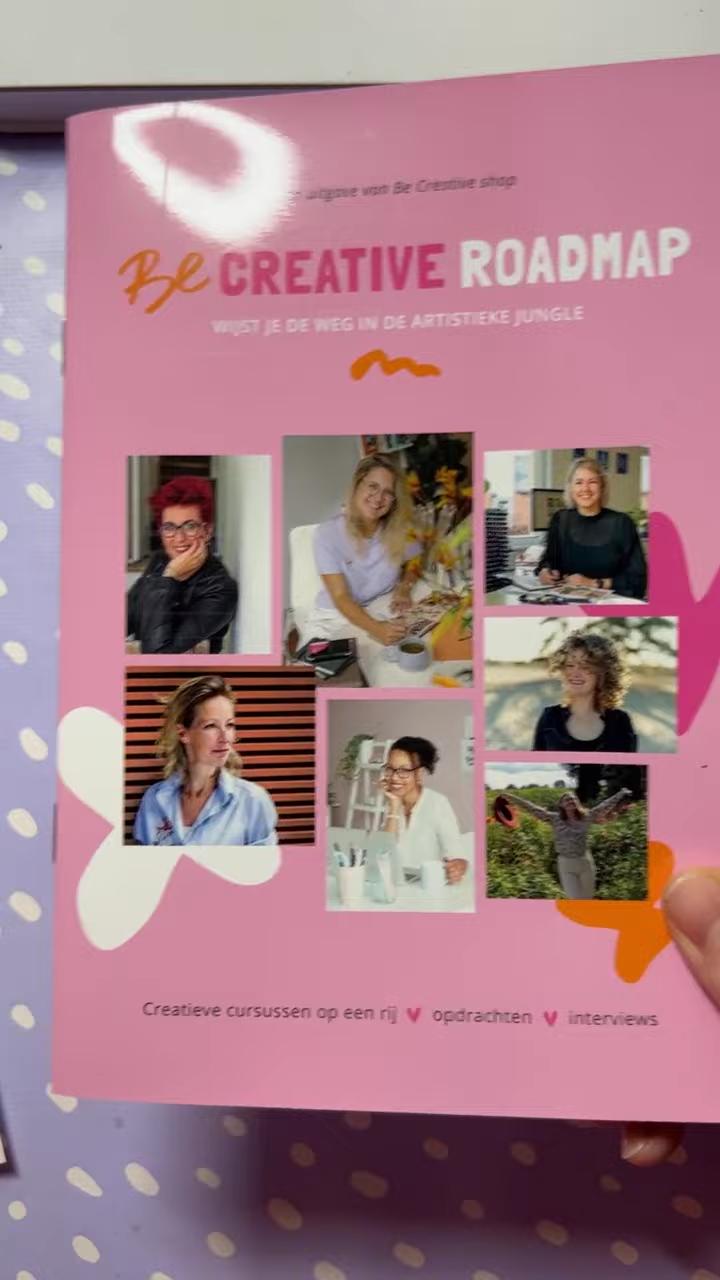 uitgave van Be Creative shop
Be CREATIVE ROADMAP
WIJST JE DE WEG IN DE ARTISTIEKE JUNGLE
Creatieve cursussen op een rij ♥ opdrachten ♥ interviews